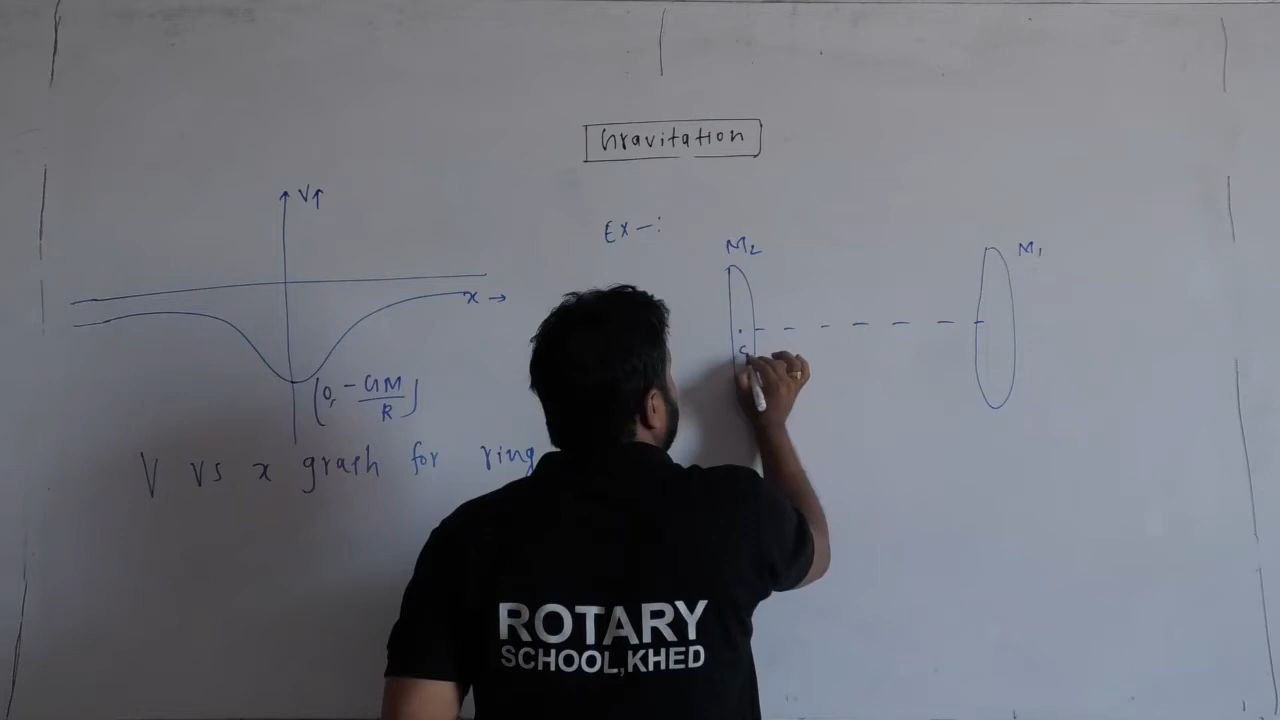 Gravitation
V↑
x →
(0, -GM/R)
V vs x graph for ring
Ex -:
M2
M1
ROTARY
SCHOOL,KHED